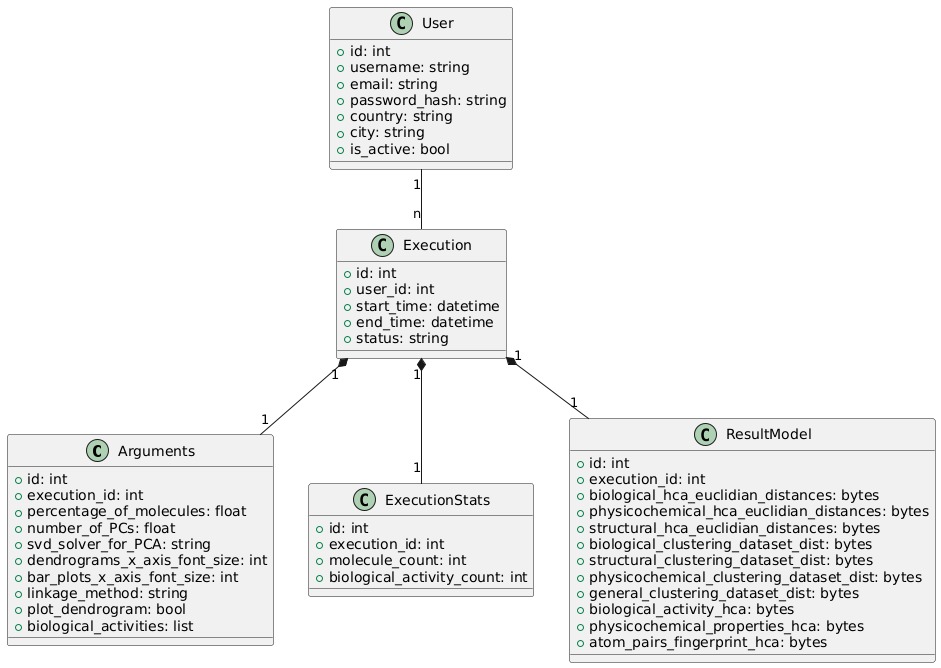 C User
id: int
username: string
email: string
password_hash: string
country: string
city: string
is_active: bool
1
n
C Execution
id: int
user_id: int
start_time: datetime
end_time: datetime
status: string
1
1
1
1
1
1
C Arguments
id: int
execution_id: int
percentage_of_molecules: float
number_of_PCs: float
svd_solver_for_PCA: string
dendrograms_x_axis_font_size: int
bar_plots_x_axis_font_size: int
linkage_method: string
plot_dendrogram: bool
biological_activities: list
C ExecutionStats
id: int
execution_id: int
molecule_count: int
biological_activity_count: int
C ResultModel
id: int
execution_id: int
biological_hca_euclidian_distances: bytes
physicochemical_hca_euclidian_distances: bytes
structural_hca_euclidian_distances: bytes
biological_clustering_dataset_dist: bytes
structural_clustering_dataset_dist: bytes
physicochemical_clustering_dataset_dist: bytes
general_clustering_dataset_dist: bytes
biological_activity_hca: bytes
physicochemical_properties_hca: bytes
atom_pairs_fingerprint_hca: bytes